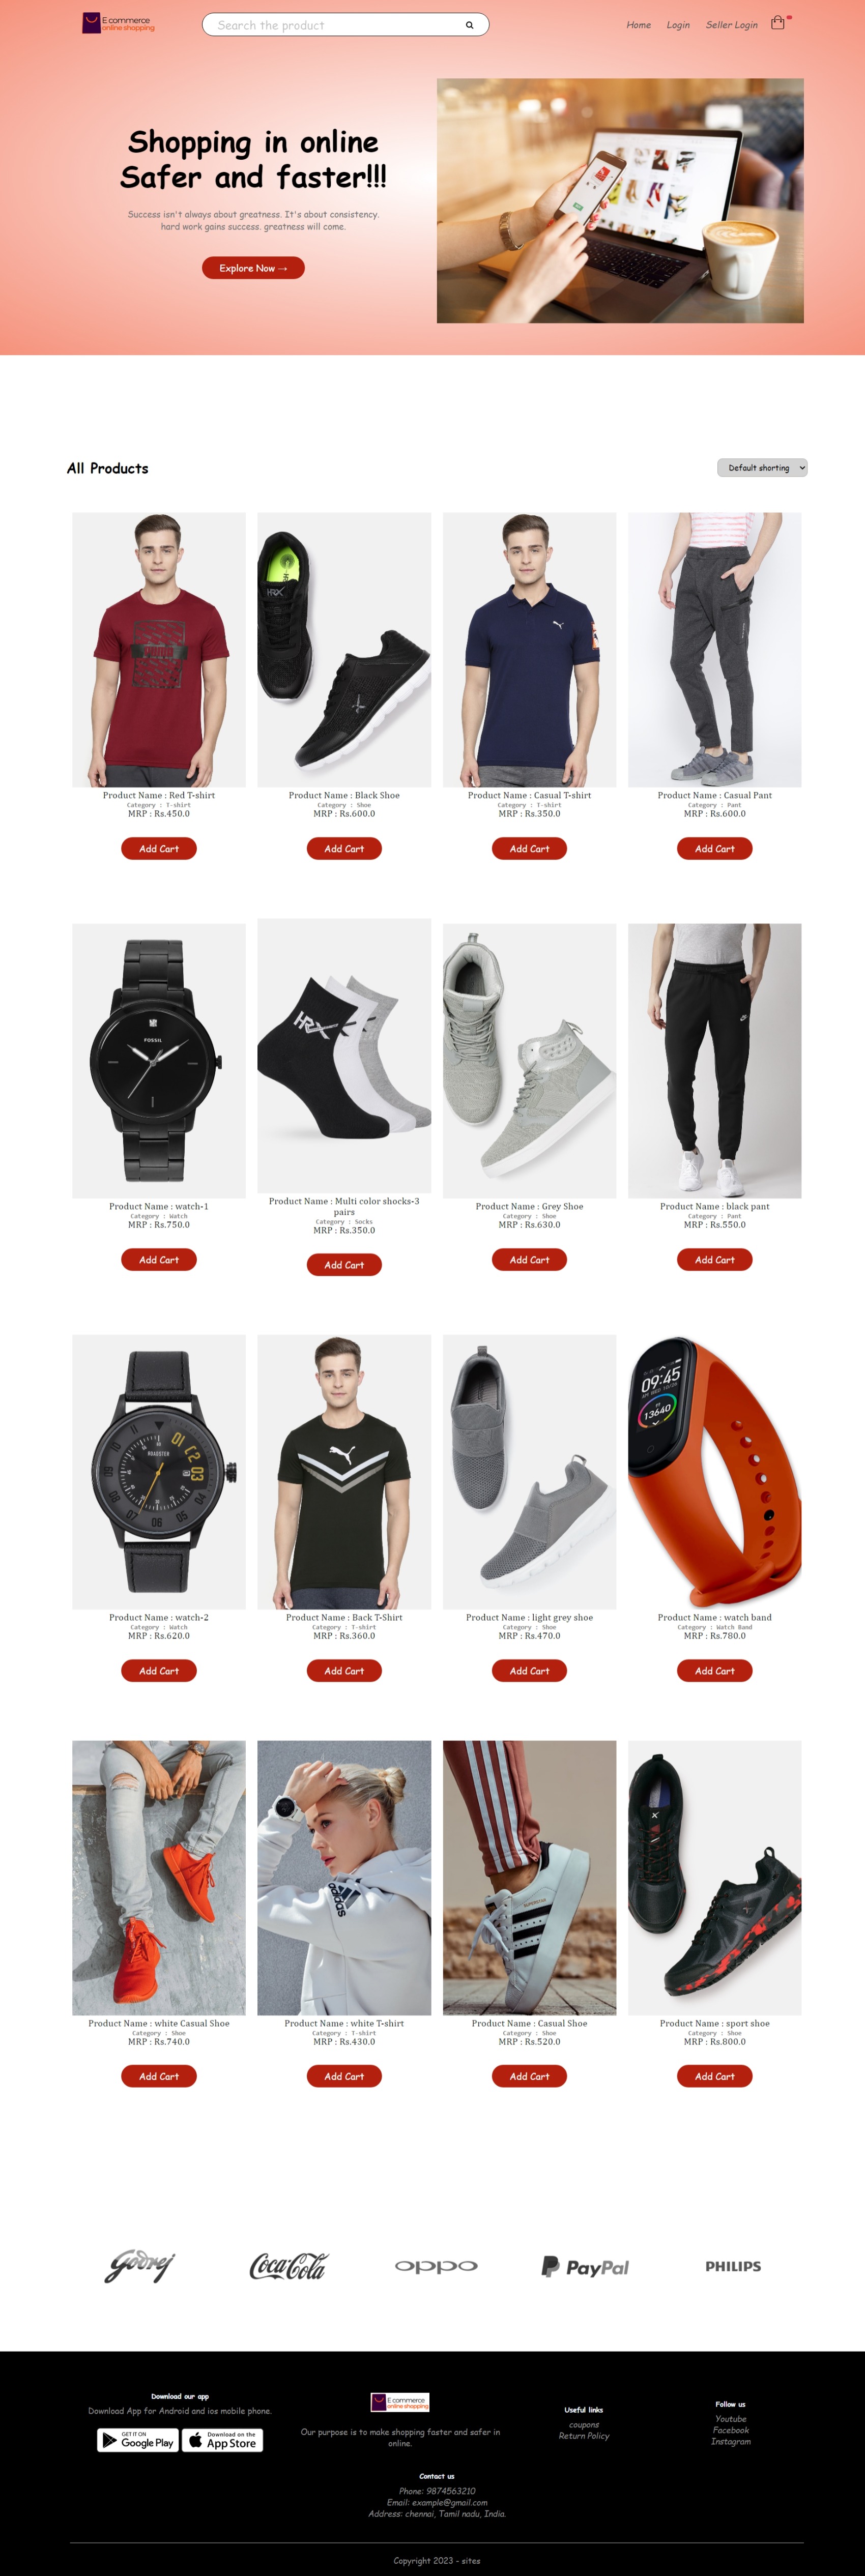 E commerce
online shopping
Search the product
Home Login Seller Login
Shopping in online
Safer and faster!!!
Success isn't always about greatness. It's about consistency.
hard work gains success. greatness will come.
Explore Now →
All Products
Default shorting
HRX
Product Name : Red T-shirt
Category : T-shirt
MRP : Rs.450.0
Add Cart
Product Name : Black Shoe
Category : Shoe
MRP : Rs.600.0
Add Cart
Product Name : Casual T-shirt
Category : T-shirt
MRP : Rs.350.0
Add Cart
Product Name : Casual Pant
Category : Pant
MRP : Rs.600.0
Add Cart
FOSSIL
Product Name : watch-1
Category : Watch
MRP : Rs.750.0
Add Cart
HRX
Product Name : Multi color shocks-3
pairs
Category : Socks
MRP : Rs.350.0
Add Cart
Product Name : Grey Shoe
Category : Shoe
MRP : Rs.630.0
Add Cart
Product Name : black pant
Category : Pant
MRP : Rs.550.0
Add Cart
ROADSTER
Product Name : watch-2
Category : Watch
MRP : Rs.620.0
Add Cart
Product Name : Back T-Shirt
Category : T-shirt
MRP : Rs.360.0
Add Cart
Product Name : light grey shoe
Category : Shoe
MRP : Rs.470.0
Add Cart
09:45
13640
Product Name : watch band
Category : Watch Band
MRP : Rs.780.0
Add Cart
Product Name : white Casual Shoe
Category : Shoe
MRP : Rs.740.0
Add Cart
adidas
Product Name : white T-shirt
Category : T-shirt
MRP : Rs.430.0
Add Cart
SUPERSTAR
Product Name : Casual Shoe
Category : Shoe
MRP : Rs.520.0
Add Cart
Product Name : sport shoe
Category : Shoe
MRP : Rs.800.0
Add Cart
Godrej
Coca-Cola
oppo
PayPal
PHILIPS
Download our app
Download App for Android and ios mobile phone.
GET IT ON
Google Play
Download on the
App Store
E commerce
online shopping
Our purpose is to make shopping faster and safer in
online.
Useful links
coupons
Return Policy
Follow us
Youtube
Facebook
Instagram
Contact us
Phone: 9874563210
Email: example@gmail.com
Address: chennai, Tamil nadu, India.
Copyright 2023 - sites